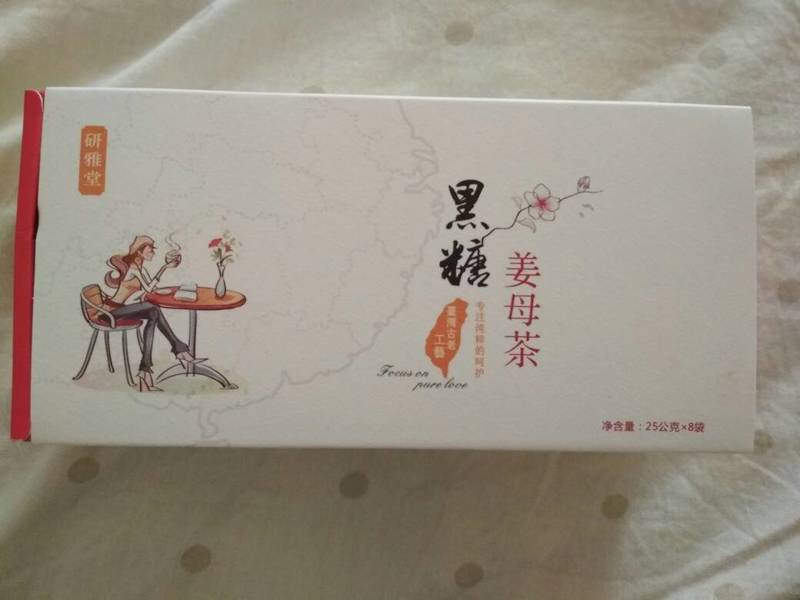 研雅堂
黑糖
姜母茶
臺灣古老
工藝
专注纯粹的呵护
Focus on
pure love
净含量：25公克×8袋